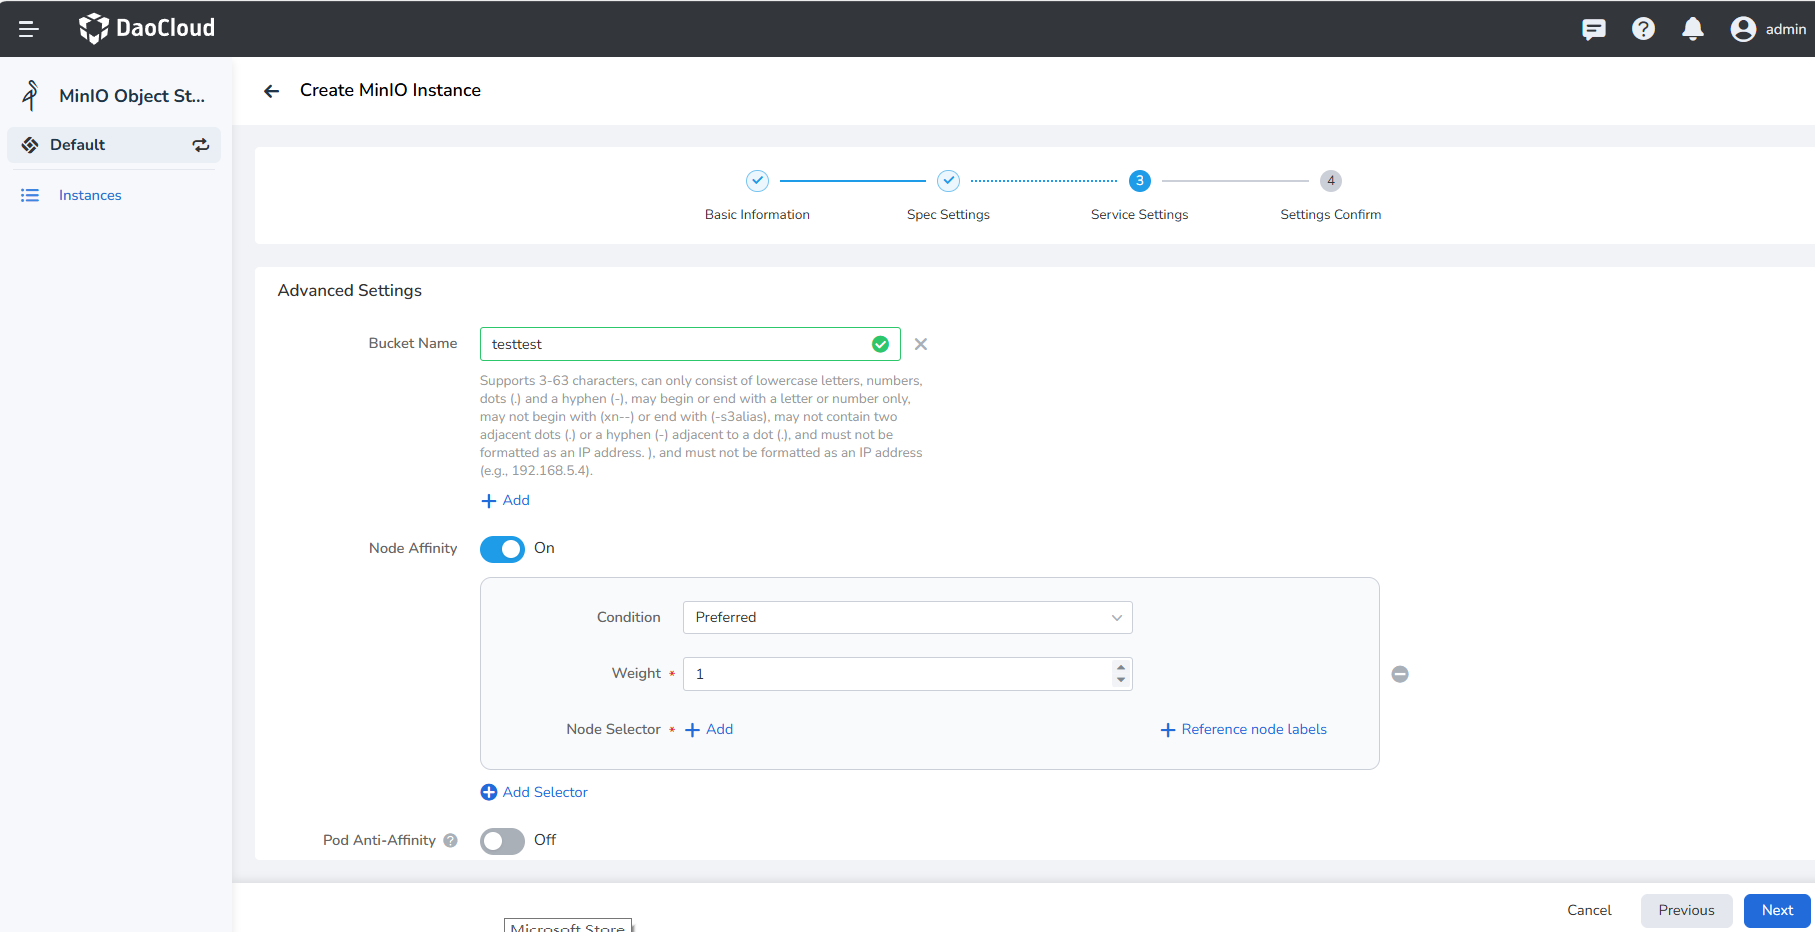 DaoCloud
admin
MinIO Object St...
Default
Instances
Create MinIO Instance
3
4
Basic Information
Spec Settings
Service Settings
Settings Confirm
Advanced Settings
Bucket Name
testtest
Supports 3-63 characters, can only consist of lowercase letters, numbers,
dots (.) and a hyphen (-), may begin or end with a letter or number only,
may not begin with (xn--) or end with (-s3alias), may not contain two
adjacent dots (.) or a hyphen (-) adjacent to a dot (.), and must not be
formatted as an IP address. ), and must not be formatted as an IP address
(e.g., 192.168.5.4).
Add
Node Affinity
On
Condition
Preferred
Weight *
1
Node Selector *
Add
Reference node labels
Add Selector
Pod Anti-Affinity
Off
Cancel
Previous
Next
Microsoft Store